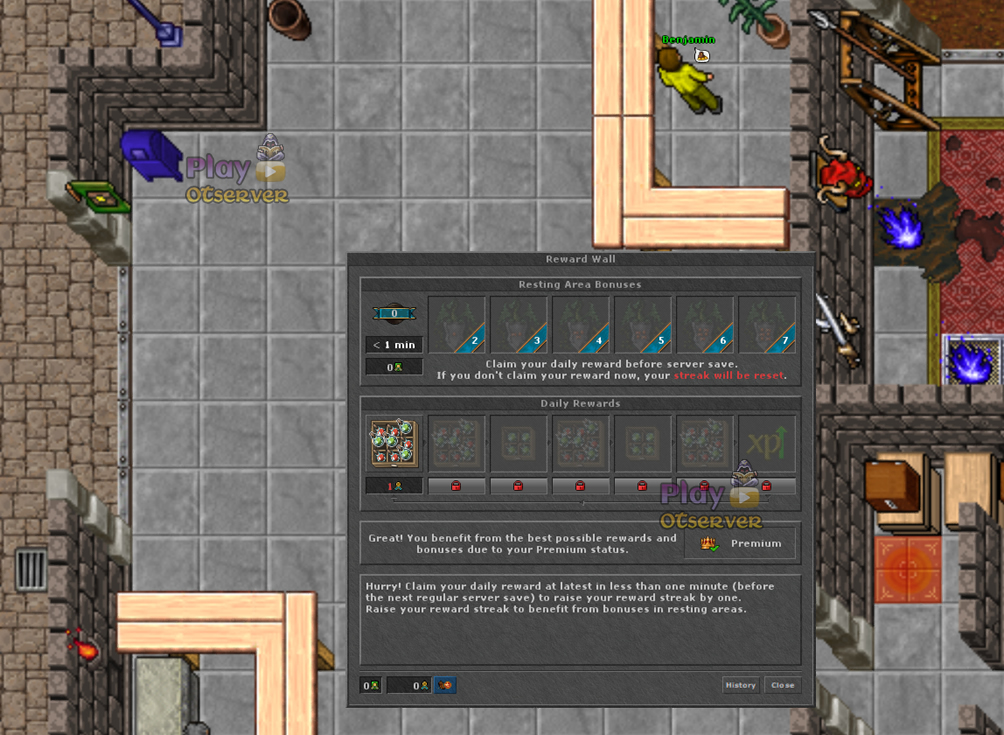 Benjamin
Play
Otserver
Reward Wall
Resting Area Bonuses
0
2 3 4 5 6 7
< 1 min
0
Claim your daily reward before server save.
If you don't claim your reward now, your streak will be reset.
Daily Rewards
xp
1
Play
Otserver
Great! You benefit from the best possible rewards and
bonuses due to your Premium status.
Premium
Hurry! Claim your daily reward at latest in less than one minute (before
the next regular server save) to raise your reward streak by one.
Raise your reward streak to benefit from bonuses in resting areas.
0 0 History Close